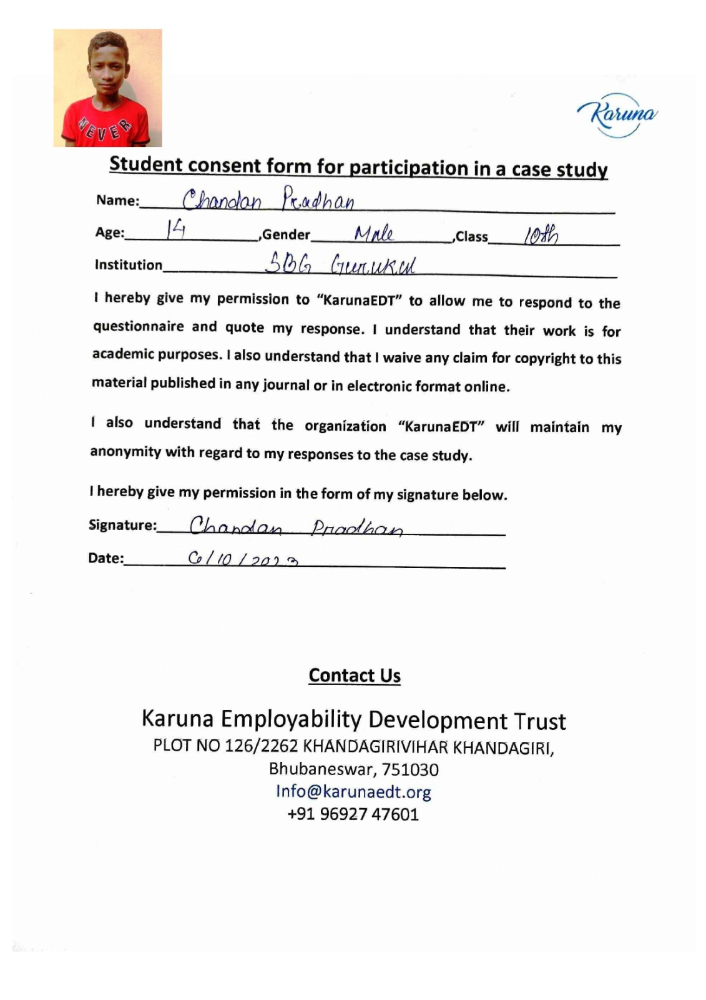 NEVER
Karuna
Student consent form for participation in a case study
Name: Chandan Pradhan
Age: 14 ,Gender Male ,Class 10th
Institution SBG Gurukul
I hereby give my permission to “KarunaEDT” to allow me to respond to the
questionnaire and quote my response. I understand that their work is for
academic purposes. I also understand that I waive any claim for copyright to this
material published in any journal or in electronic format online.
I also understand that the organization “KarunaEDT” will maintain my
anonymity with regard to my responses to the case study.
I hereby give my permission in the form of my signature below.
Signature: Chandan Pradhan
Date: 6/10/2023
Contact Us
Karuna Employability Development Trust
PLOT NO 126/2262 KHANDAGIRIVIHAR KHANDAGIRI,
Bhubaneswar, 751030
Info@karunaedt.org
+91 96927 47601